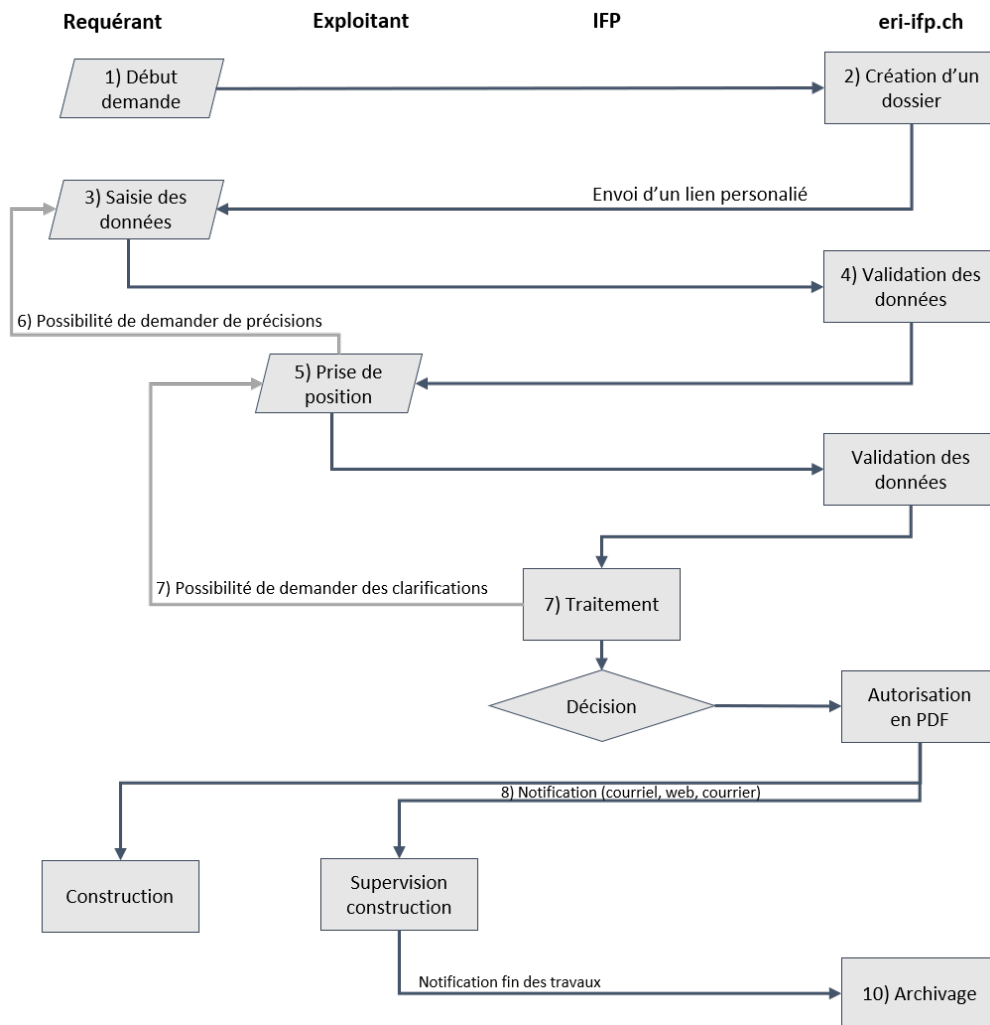 Requérant
Exploitant
IFP
eri-ifp.ch
1) Début
demande
2) Création d’un
dossier
3) Saisie des
données
Envoi d’un lien personalié
4) Validation des
données
6) Possibilité de demander de précisions
5) Prise de
position
Validation des
données
7) Possibilité de demander des clarifications
7) Traitement
Décision
Autorisation
en PDF
8) Notification (courriel, web, courrier)
Construction
Supervision
construction
Notification fin des travaux
10) Archivage